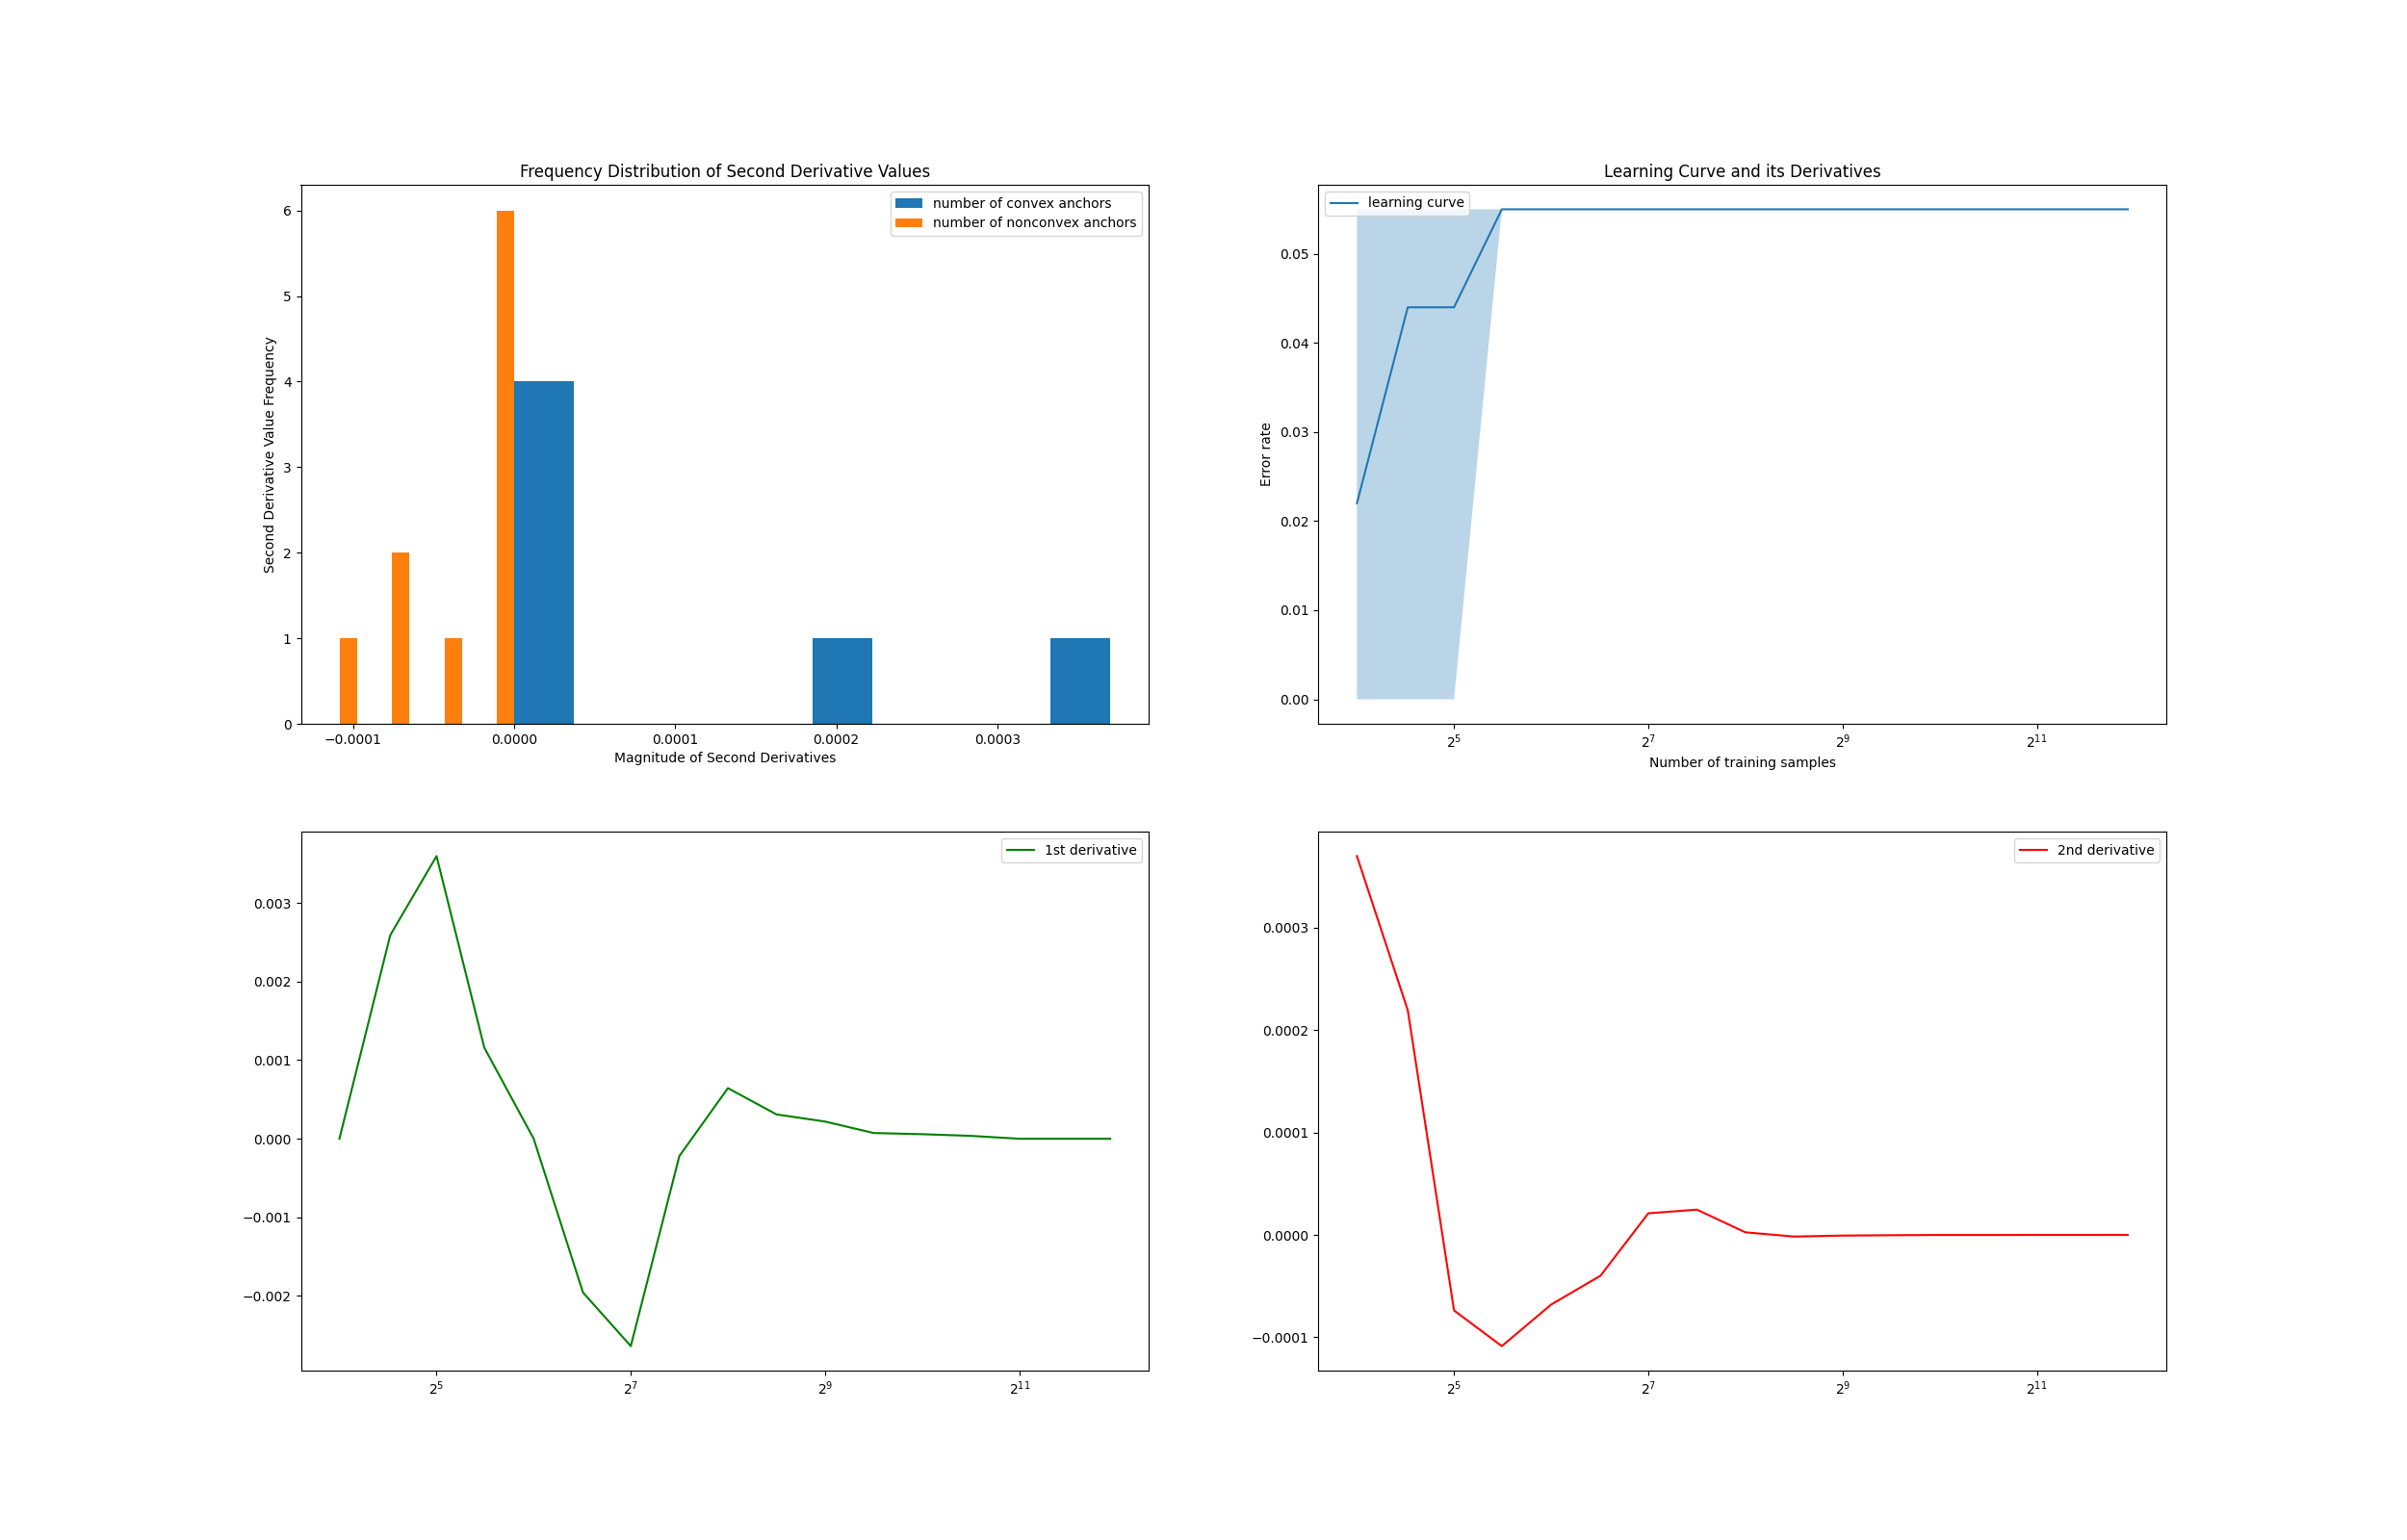 Frequency Distribution of Second Derivative Values
number of convex anchors
number of nonconvex anchors
6
5
4
3
2
1
0
Second Derivative Value Frequency
−0.0001 0.0000 0.0001 0.0002 0.0003
Magnitude of Second Derivatives
Learning Curve and its Derivatives
learning curve
0.05
0.04
0.03
0.02
0.01
0.00
Error rate
2^5 2^7 2^9 2^11
Number of training samples
1st derivative
0.003
0.002
0.001
0.000
−0.001
−0.002
2^5 2^7 2^9 2^11
2nd derivative
0.0003
0.0002
0.0001
0.0000
−0.0001
2^5 2^7 2^9 2^11